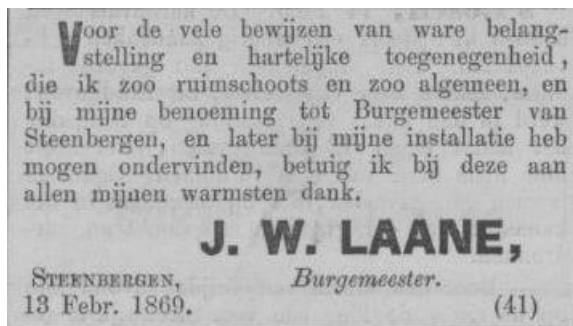 Voor de vele bewijzen van ware belang-
stelling en hartelijke toegenegenheid,
die ik zoo ruimschoots en zoo algemeen, en
bij mijne benoeming tot Burgemeester van
Steenbergen, en later bij mijne installatie heb
mogen ondervinden, betuig ik bij deze aan
allen mijnen warmsten dank.
J. W. LAANE,
STEENBERGEN, Burgemeester.
13 Febr. 1869. (41)